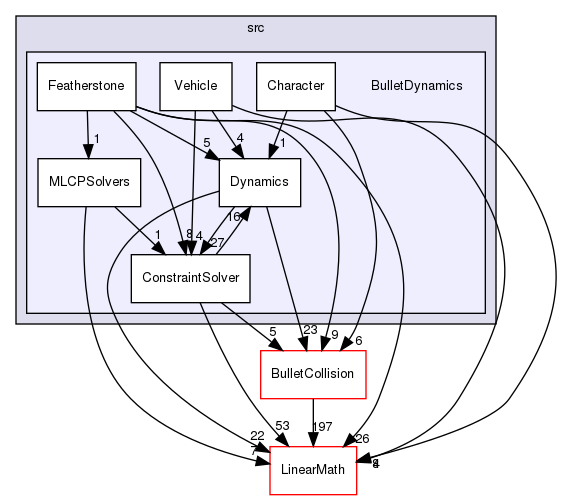 src
Featherstone
Vehicle
Character
BulletDynamics
1
5
4
1
MLCPSolvers
Dynamics
1
8
4
16
27
ConstraintSolver
5
23
9
6
BulletCollision
53
197
26
22
7
4
LinearMath